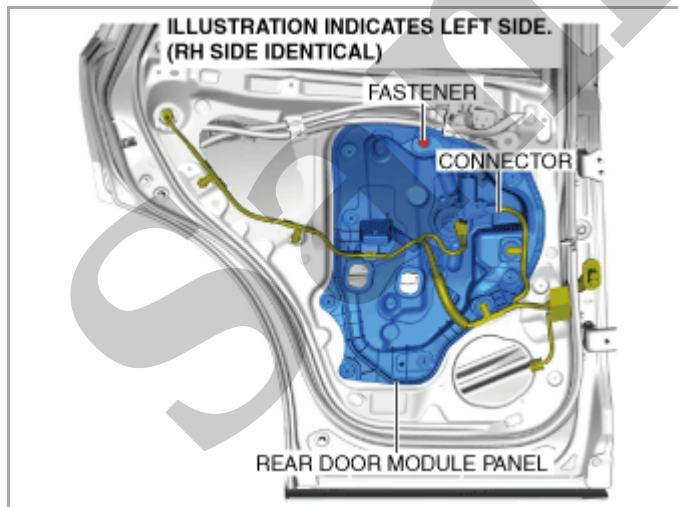 ILLUSTRATION INDICATES LEFT SIDE.
(RH SIDE IDENTICAL)
FASTENER
CONNECTOR
REAR DOOR MODULE PANEL